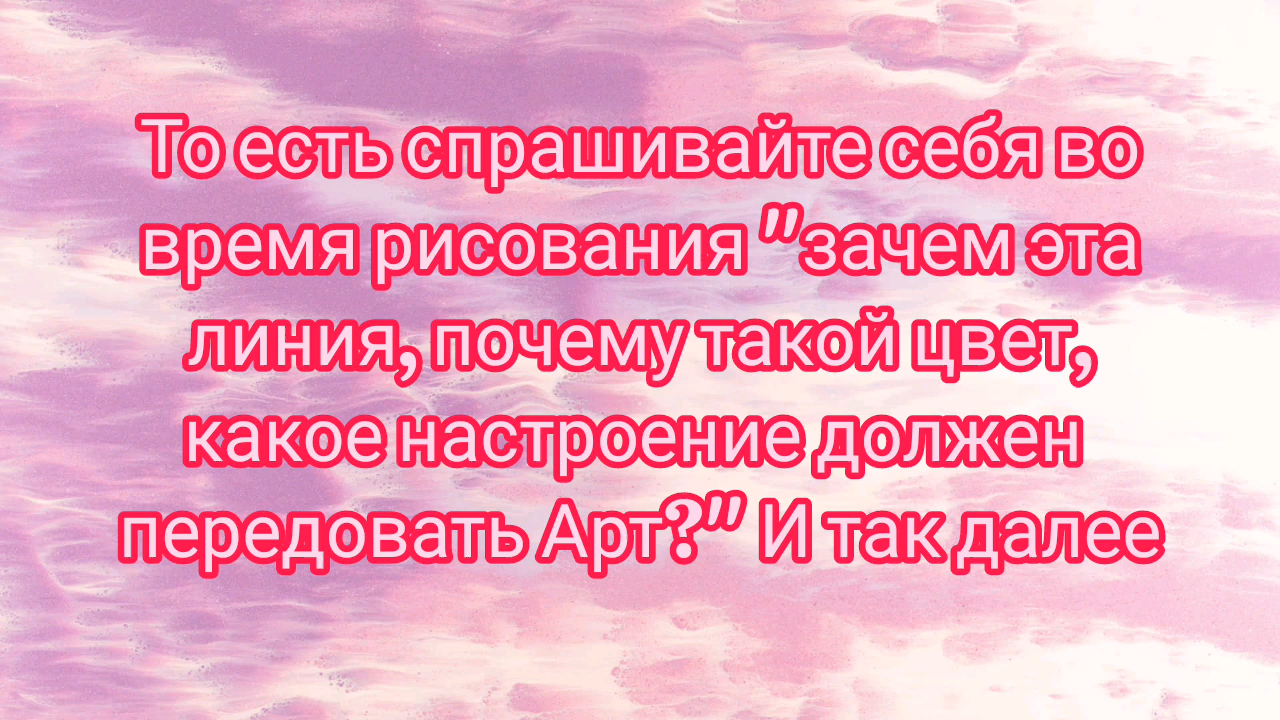 То есть спрашивайте себя во
время рисования "зачем эта
линия, почему такой цвет,
какое настроение должен
передовать Арт?" И так далее